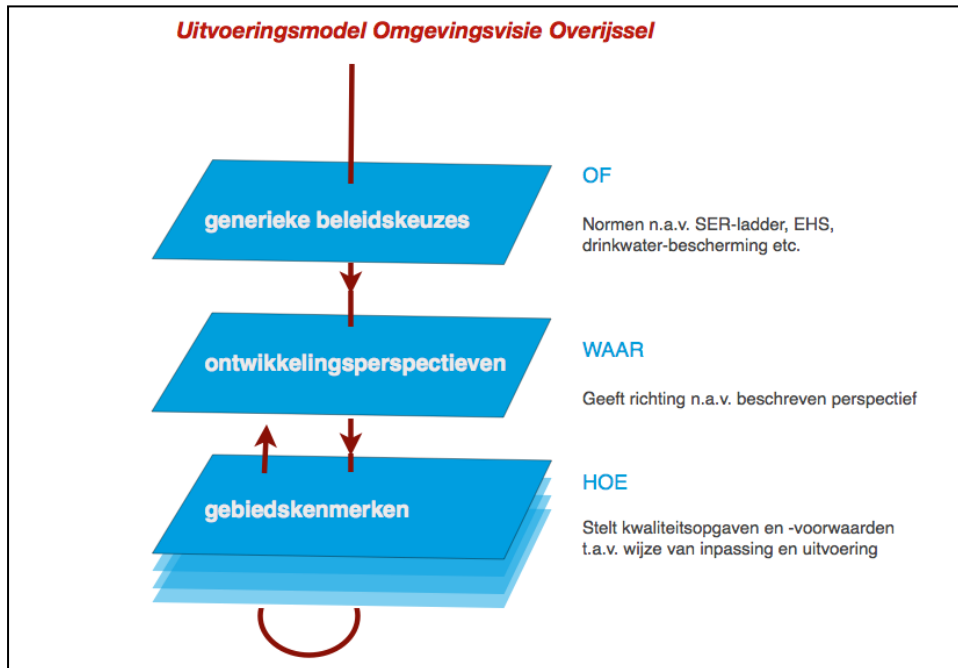 Uitvoeringsmodel Omgevingsvisie Overijssel
generieke beleidskeuzes
OF
Normen n.a.v. SER-ladder, EHS,
drinkwater-bescherming etc.
ontwikkelingsperspectieven
WAAR
Geeft richting n.a.v. beschreven perspectief
gebiedskenmerken
HOE
Stelt kwaliteitsopgaven en -voorwaarden
t.a.v. wijze van inpassing en uitvoering